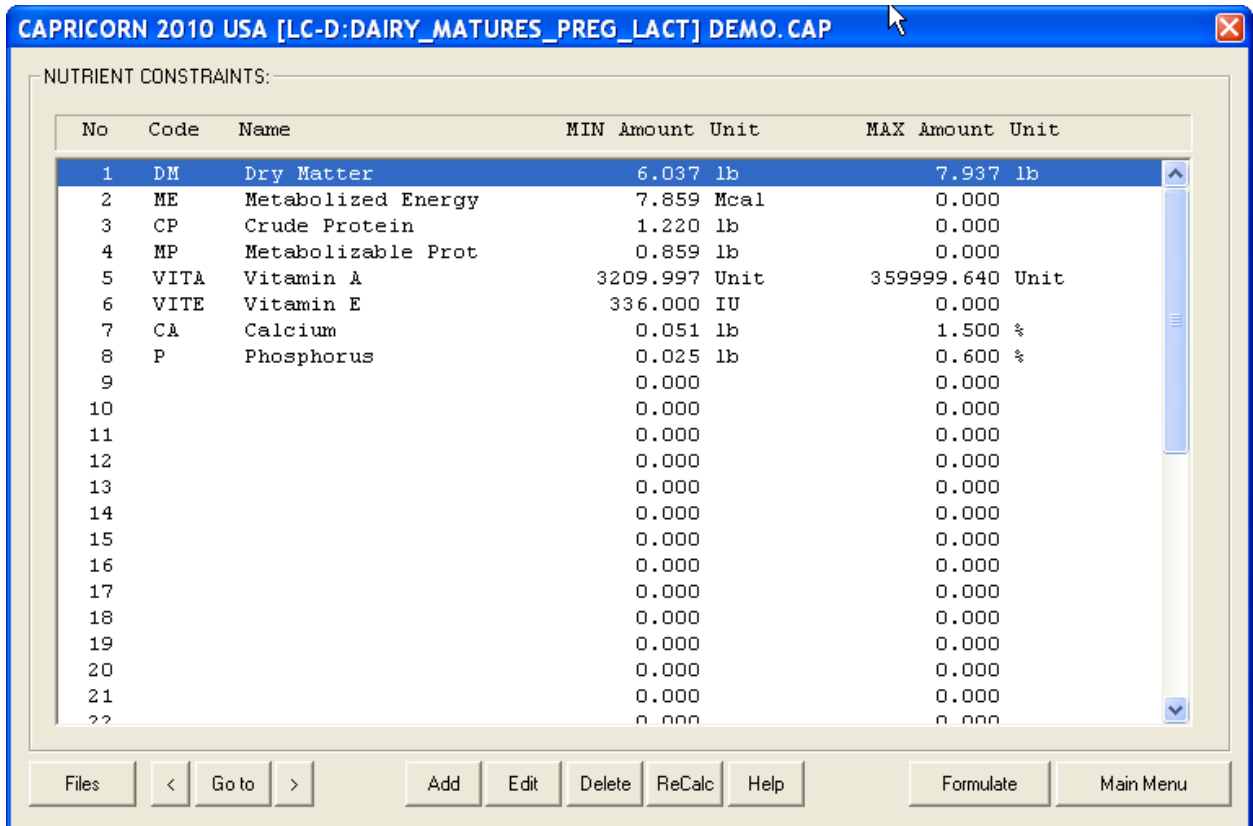 CAPRICORN 2010 USA [LC-D:DAIRY_MATURES_PREG_LACT] DEMO.CAP
NUTRIENT CONSTRAINTS:
No Code Name MIN Amount Unit MAX Amount Unit
1 DM Dry Matter 6.037 lb 7.937 lb
2 ME Metabolized Energy 7.859 Mcal 0.000
3 CP Crude Protein 1.220 lb 0.000
4 MP Metabolizable Prot 0.859 lb 0.000
5 VITA Vitamin A 3209.997 Unit 359999.640 Unit
6 VITE Vitamin E 336.000 IU 0.000
7 CA Calcium 0.051 lb 1.500 %
8 P Phosphorus 0.025 lb 0.600 %
9 0.000 0.000
10 0.000 0.000
11 0.000 0.000
12 0.000 0.000
13 0.000 0.000
14 0.000 0.000
15 0.000 0.000
16 0.000 0.000
17 0.000 0.000
18 0.000 0.000
19 0.000 0.000
20 0.000 0.000
21 0.000 0.000
22 0.000 0.000
Files < Go to > Add Edit Delete ReCalc Help Formulate Main Menu